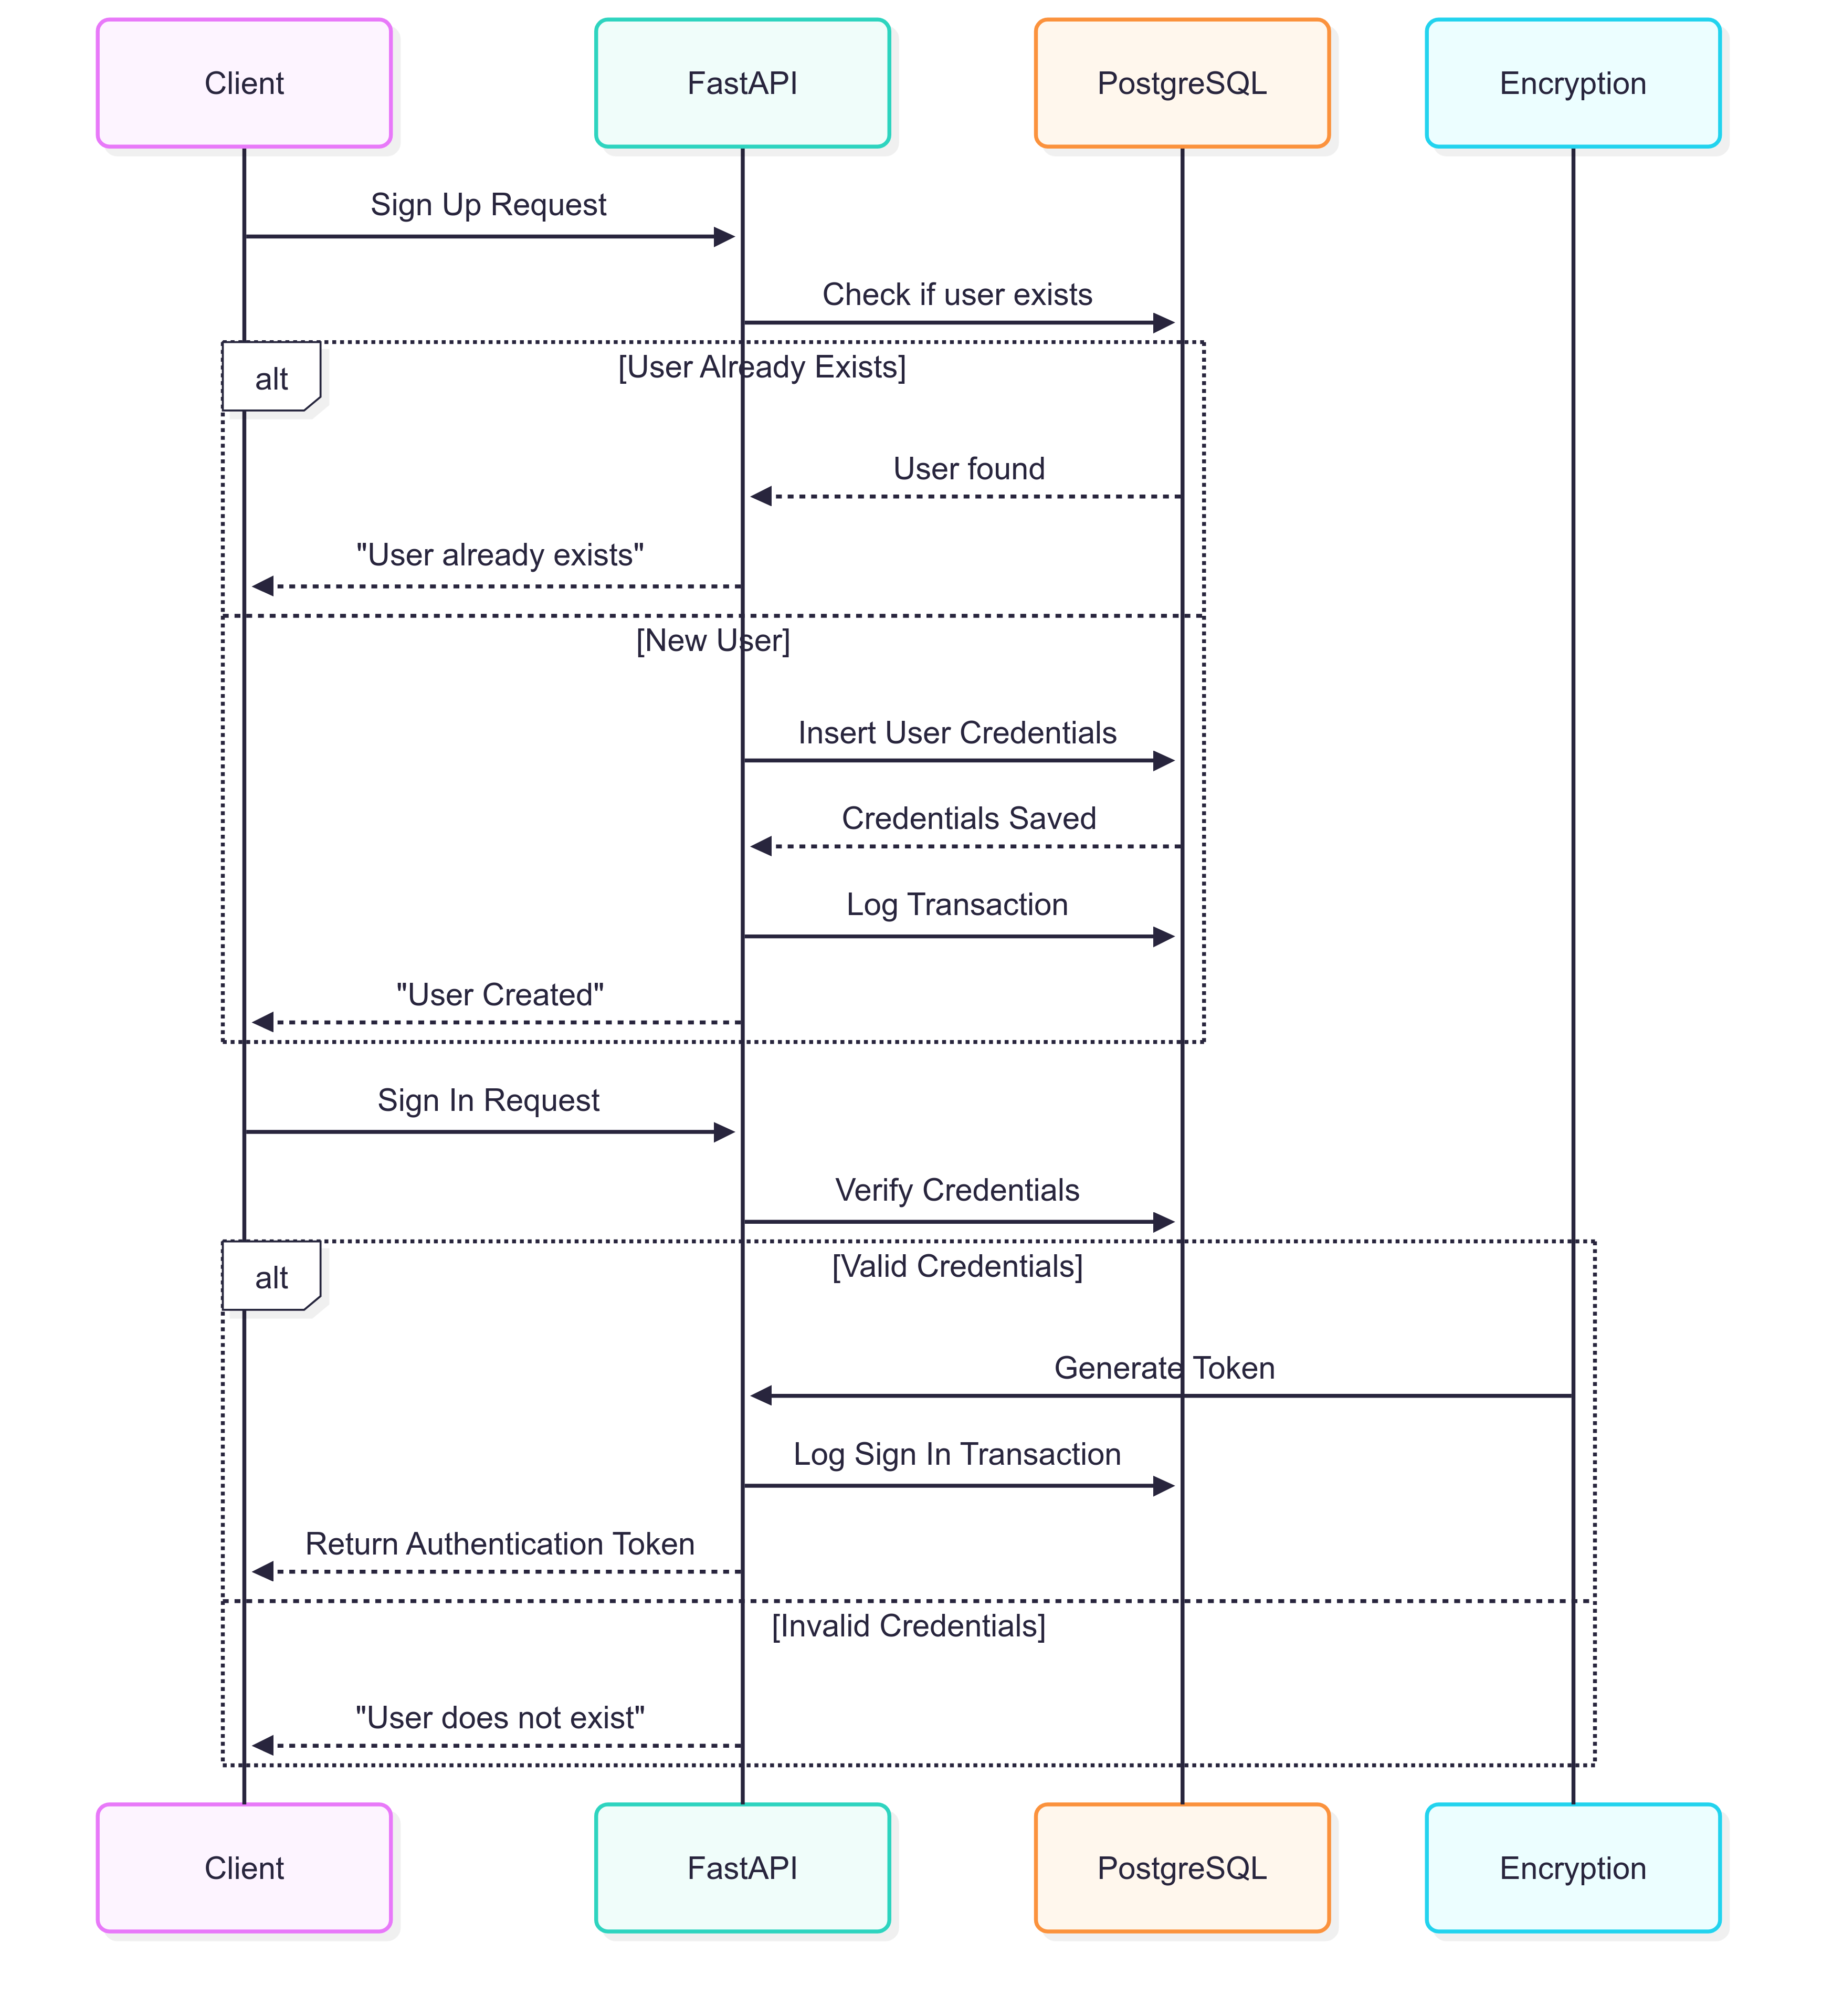 Client
FastAPI
PostgreSQL
Encryption
Sign Up Request
Check if user exists
alt
[User Already Exists]
User found
"User already exists"
[New User]
Insert User Credentials
Credentials Saved
Log Transaction
"User Created"
Sign In Request
Verify Credentials
alt
[Valid Credentials]
Generate Token
Log Sign In Transaction
Return Authentication Token
[Invalid Credentials]
"User does not exist"
Client
FastAPI
PostgreSQL
Encryption